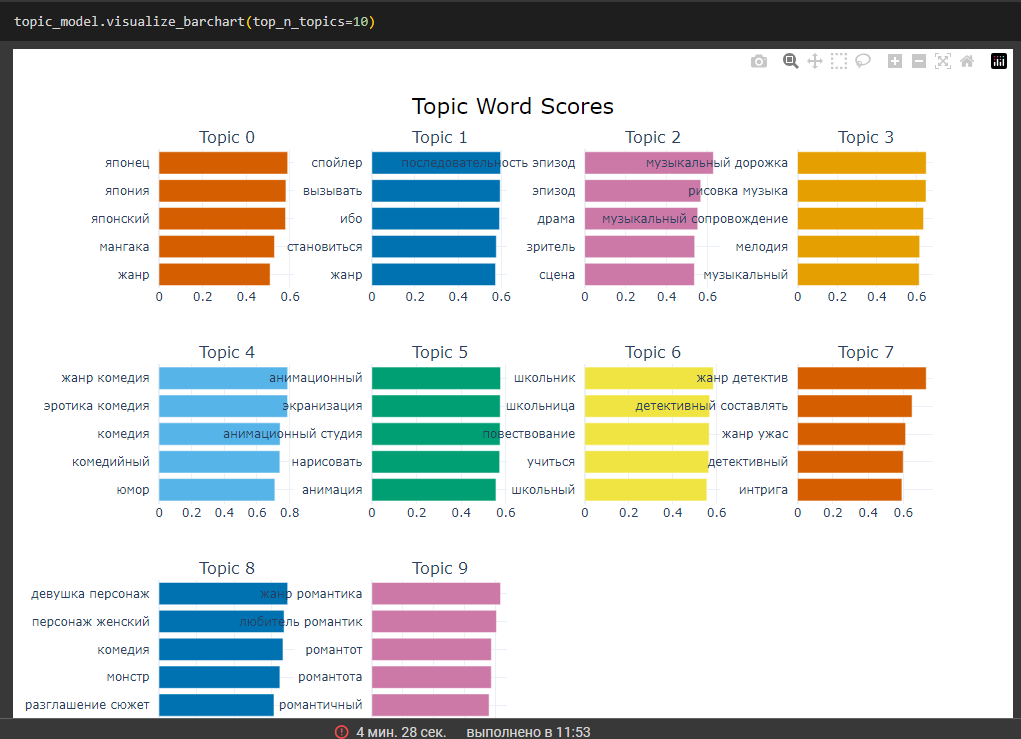 topic_model.visualize_barchart(top_n_topics=10)
Topic Word Scores
Topic 0
японец
япония
японский
мангака
жанр
0 0.2 0.4 0.6
Topic 1
спойлер
вызывать
ибо
становиться
жанр
0 0.2 0.4 0.6
Topic 2
последовательность эпизод
эпизод
драма
зритель
сцена
0 0.2 0.4 0.6
Topic 3
музыкальный дорожка
рисовка музыка
музыкальный сопровождение
мелодия
музыкальный
0 0.2 0.4 0.6
Topic 4
жанр комедия
эротика комедия
комедия
комедийный
юмор
0 0.2 0.4 0.6 0.8
Topic 5
анимационный
экранизация
анимационный студия
нарисовать
анимация
0 0.2 0.4 0.6
Topic 6
школьник
школьница
повествование
учиться
школьный
0 0.2 0.4 0.6
Topic 7
жанр детектив
детективный составлять
жанр ужас
детективный
интрига
0 0.2 0.4 0.6
Topic 8
девушка персонаж
персонаж женский
комедия
монстр
разглашение сюжет
Topic 9
жанр романтика
любитель романтик
романтот
романтота
романтичный
4 мин. 28 сек. выполнено в 11:53